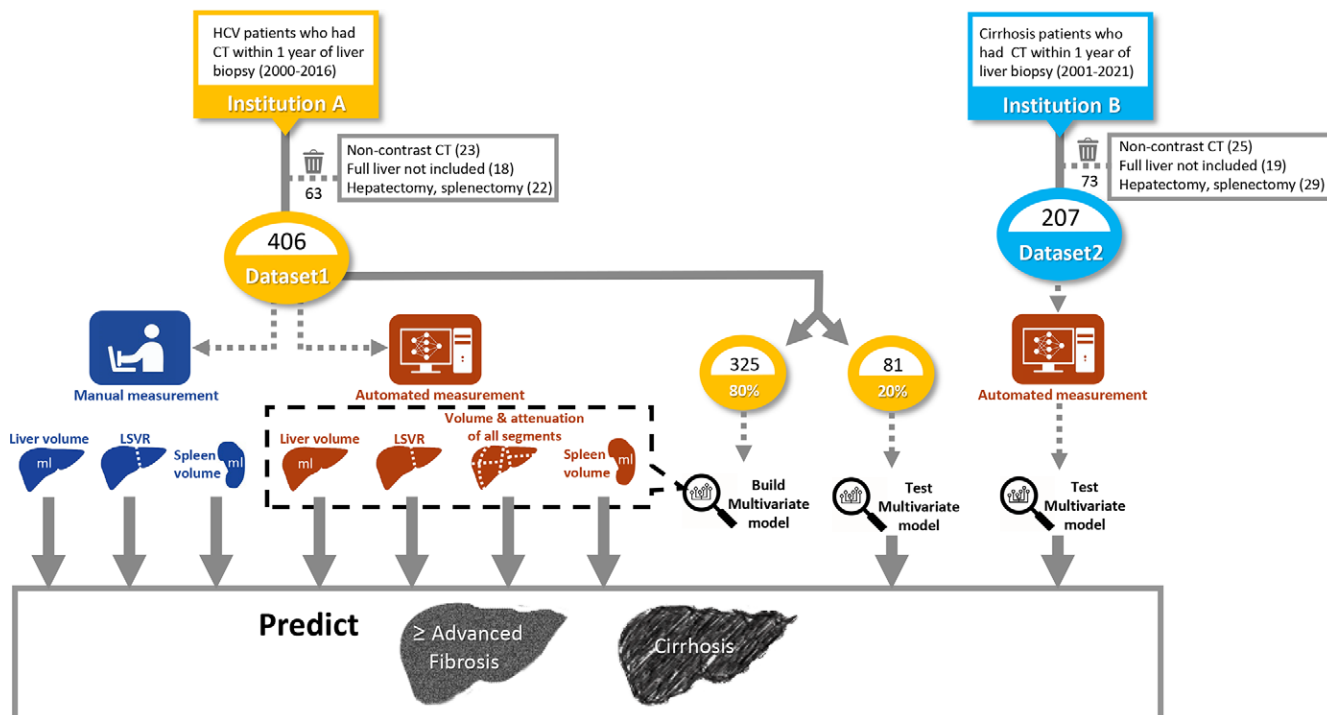 HCV patients who had
CT within 1 year of liver
biopsy (2000-2016)
Institution A
Non-contrast CT (23)
Full liver not included (18)
Hepatectomy, splenectomy (22)
63
406
Dataset1
Cirrhosis patients who
had CT within 1 year of
liver biopsy (2001-2021)
Institution B
Non-contrast CT (25)
Full liver not included (19)
Hepatectomy, splenectomy (29)
73
207
Dataset2
Manual measurement
Automated measurement
325
80%
81
20%
Automated measurement
Liver volume
ml
LSVR
Spleen
volume
ml
Liver volume
ml
LSVR
Volume & attenuation
of all segments
Spleen
volume
ml
Build
Multivariate
model
Test
Multivariate
model
Test
Multivariate
model
Predict
≥ Advanced
Fibrosis
Cirrhosis